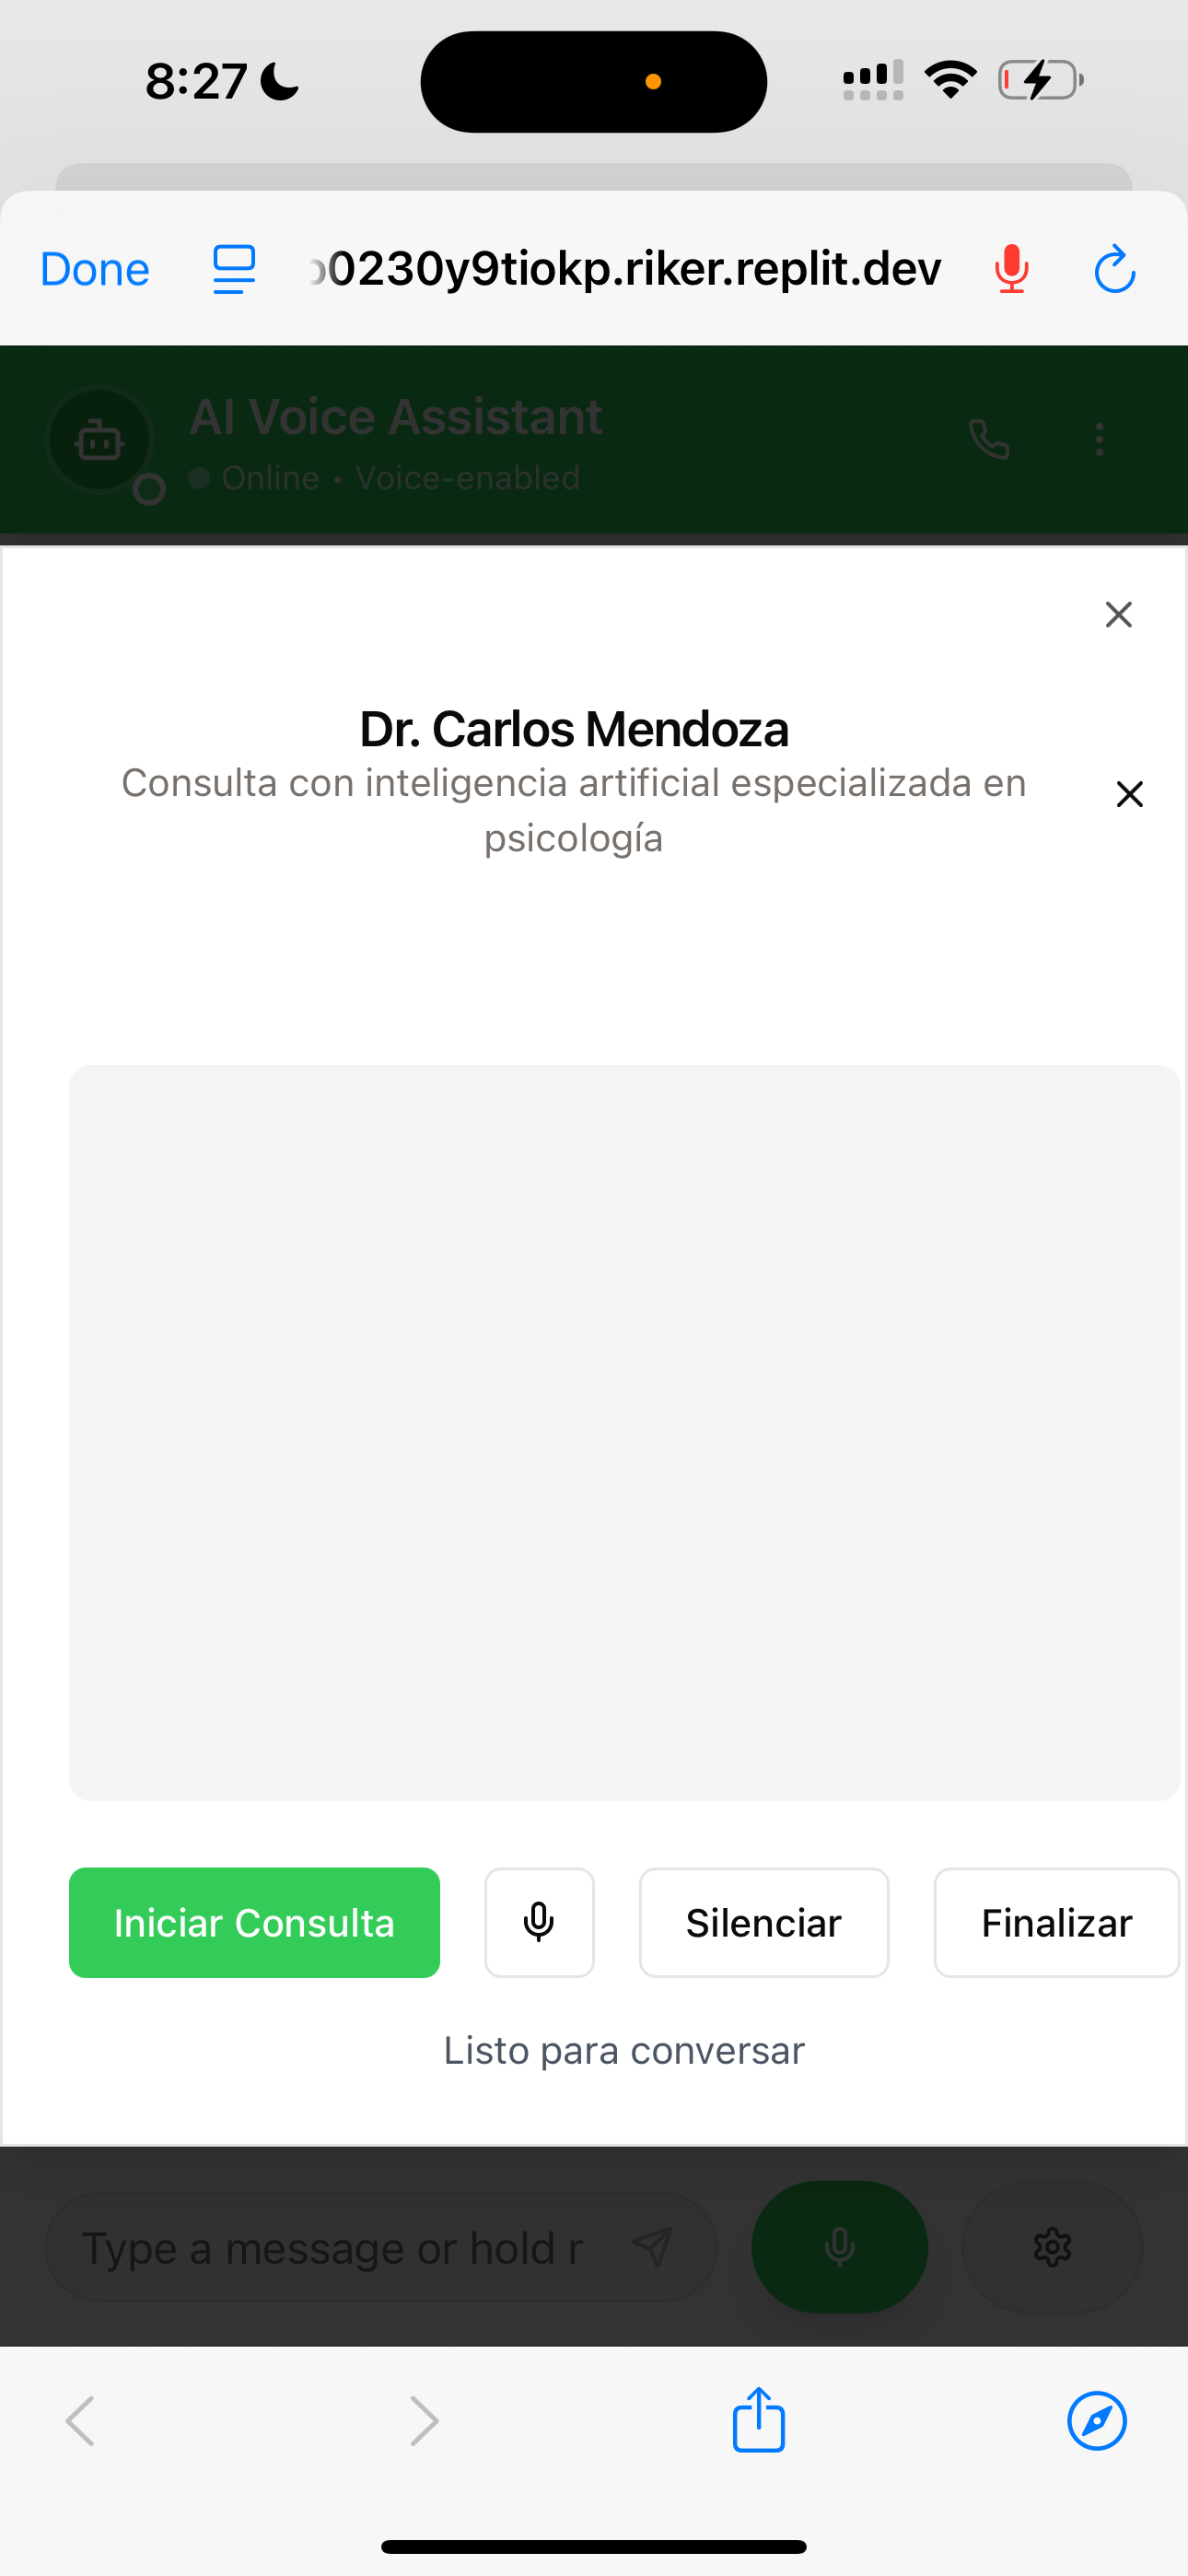 8:27
Done
0230y9tiokp.riker.replit.dev
AI Voice Assistant
Online • Voice-enabled
Dr. Carlos Mendoza
Consulta con inteligencia artificial especializada en
psicología
Iniciar Consulta
Silenciar
Finalizar
Listo para conversar
Type a message or hold r